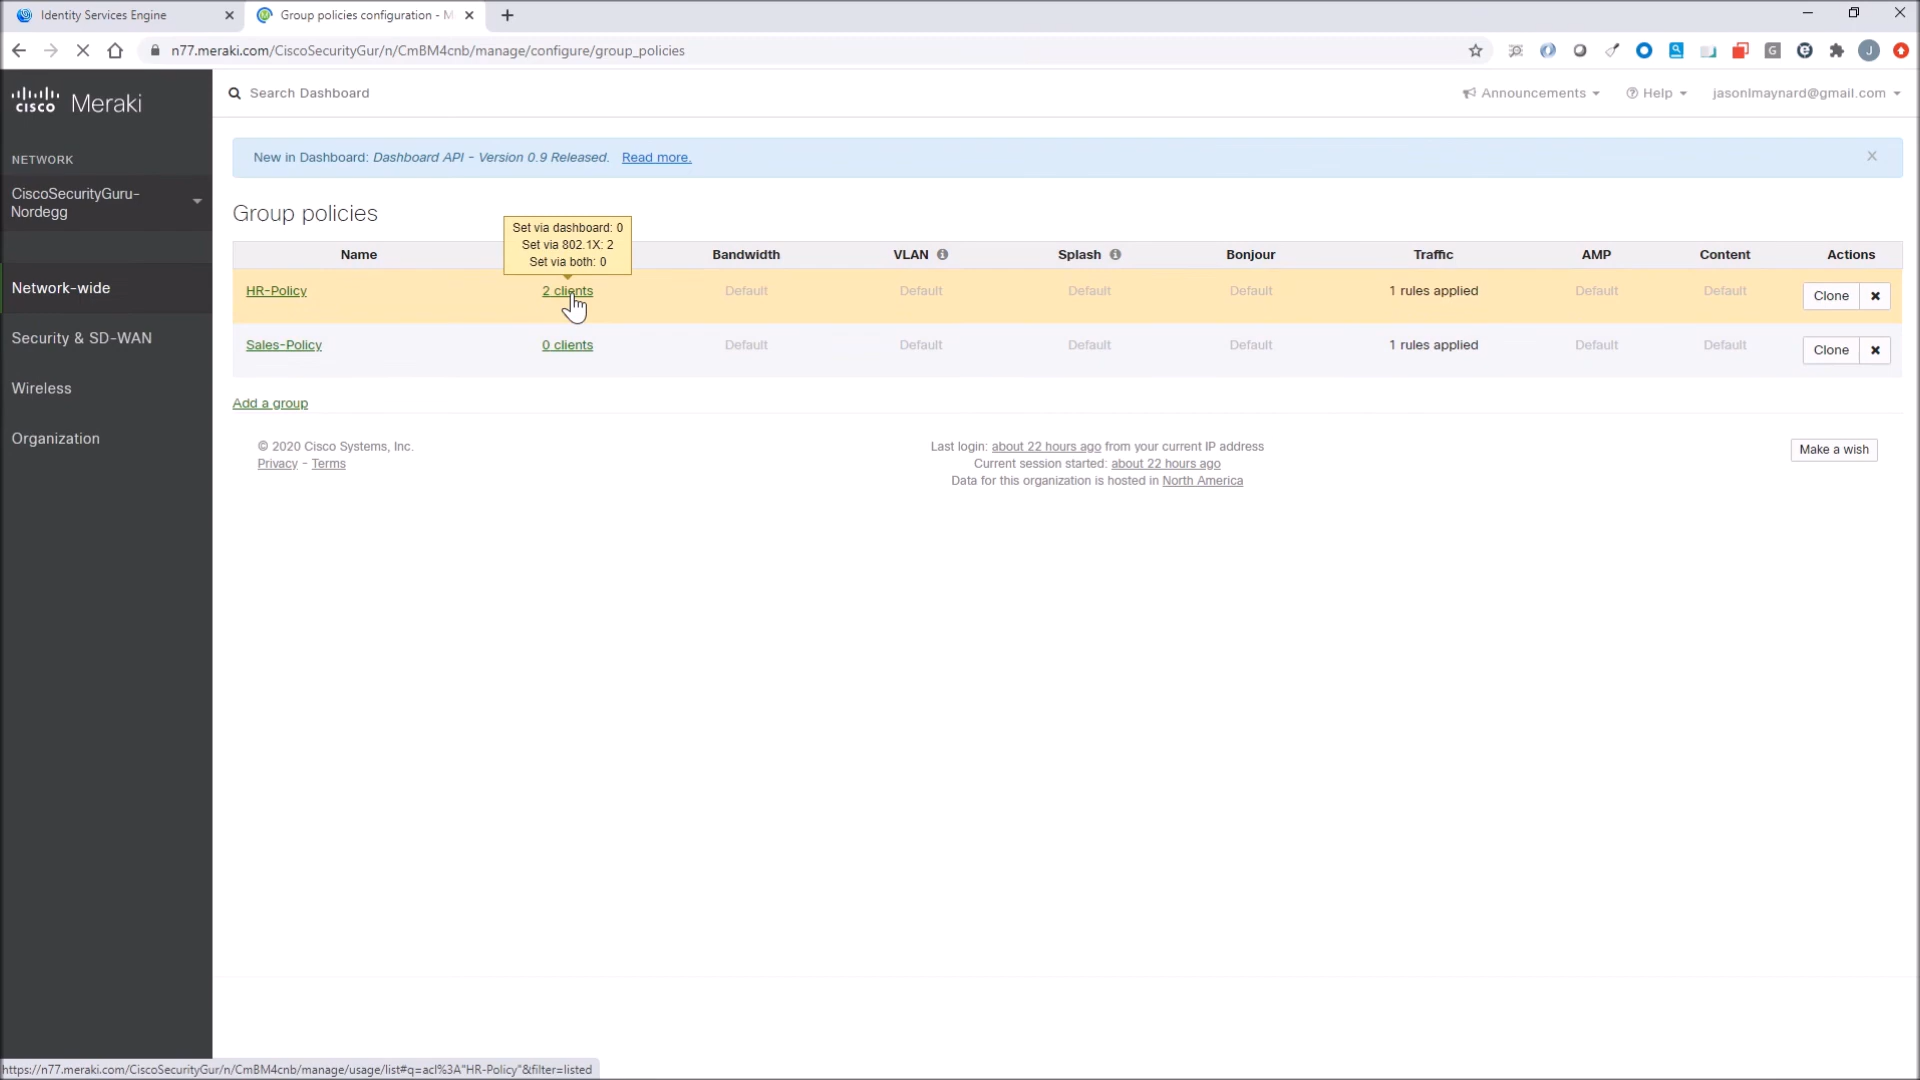 Identity Services Engine
Group policies configuration - M
n77.meraki.com/CiscoSecurityGur/n/CmBM4cnb/manage/configure/group_policies
G
J
CISCO Meraki
Search Dashboard
Announcements
Help
jasonlmaynard@gmail.com
NETWORK
CiscoSecurityGuru-
Nordegg
Network-wide
Security & SD-WAN
Wireless
Organization
New in Dashboard: Dashboard API - Version 0.9 Released. Read more.
Group policies
Set via dashboard: 0
Set via 802.1X: 2
Set via both: 0
Name Bandwidth VLAN Splash Bonjour Traffic AMP Content Actions
HR-Policy 2 clients Default Default Default Default 1 rules applied Default Default Clone
Sales-Policy 0 clients Default Default Default Default 1 rules applied Default Default Clone
Add a group
© 2020 Cisco Systems, Inc.
Privacy - Terms
Last login: about 22 hours ago from your current IP address
Current session started: about 22 hours ago
Data for this organization is hosted in North America
Make a wish
https://n77.meraki.com/CiscoSecurityGur/n/CmBM4cnb/manage/usage/list#q=acl%3A"HR-Policy"&filter=listed